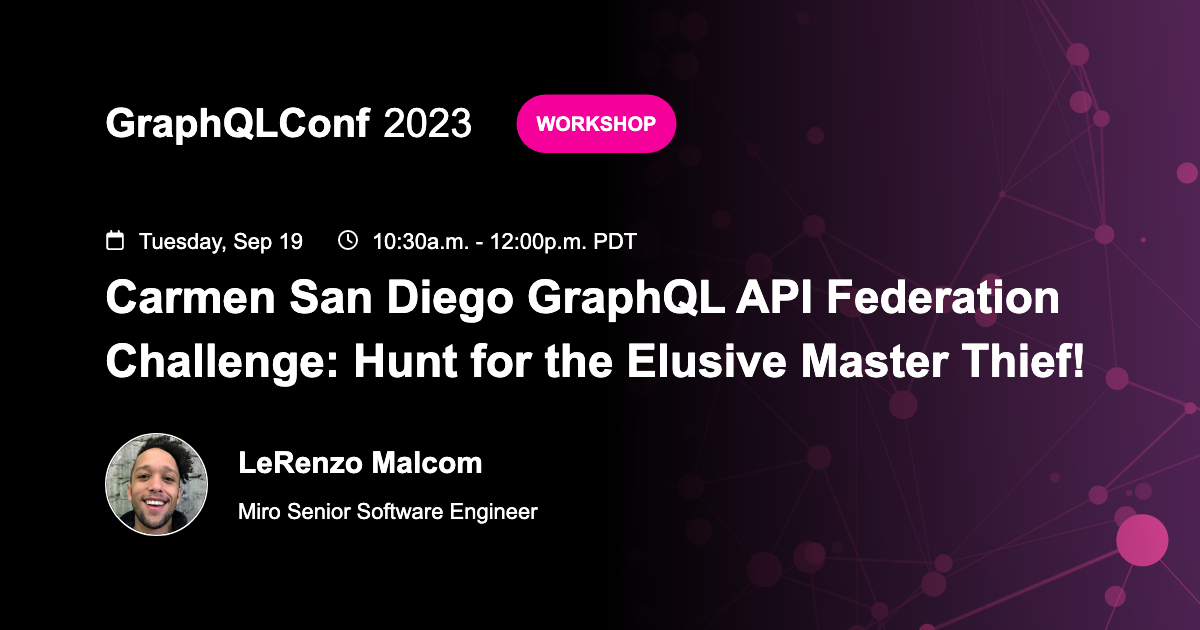 GraphQLConf 2023
WORKSHOP
Tuesday, Sep 19 10:30a.m. - 12:00p.m. PDT
Carmen San Diego GraphQL API Federation
Challenge: Hunt for the Elusive Master Thief!
LeRenzo Malcom
Miro Senior Software Engineer